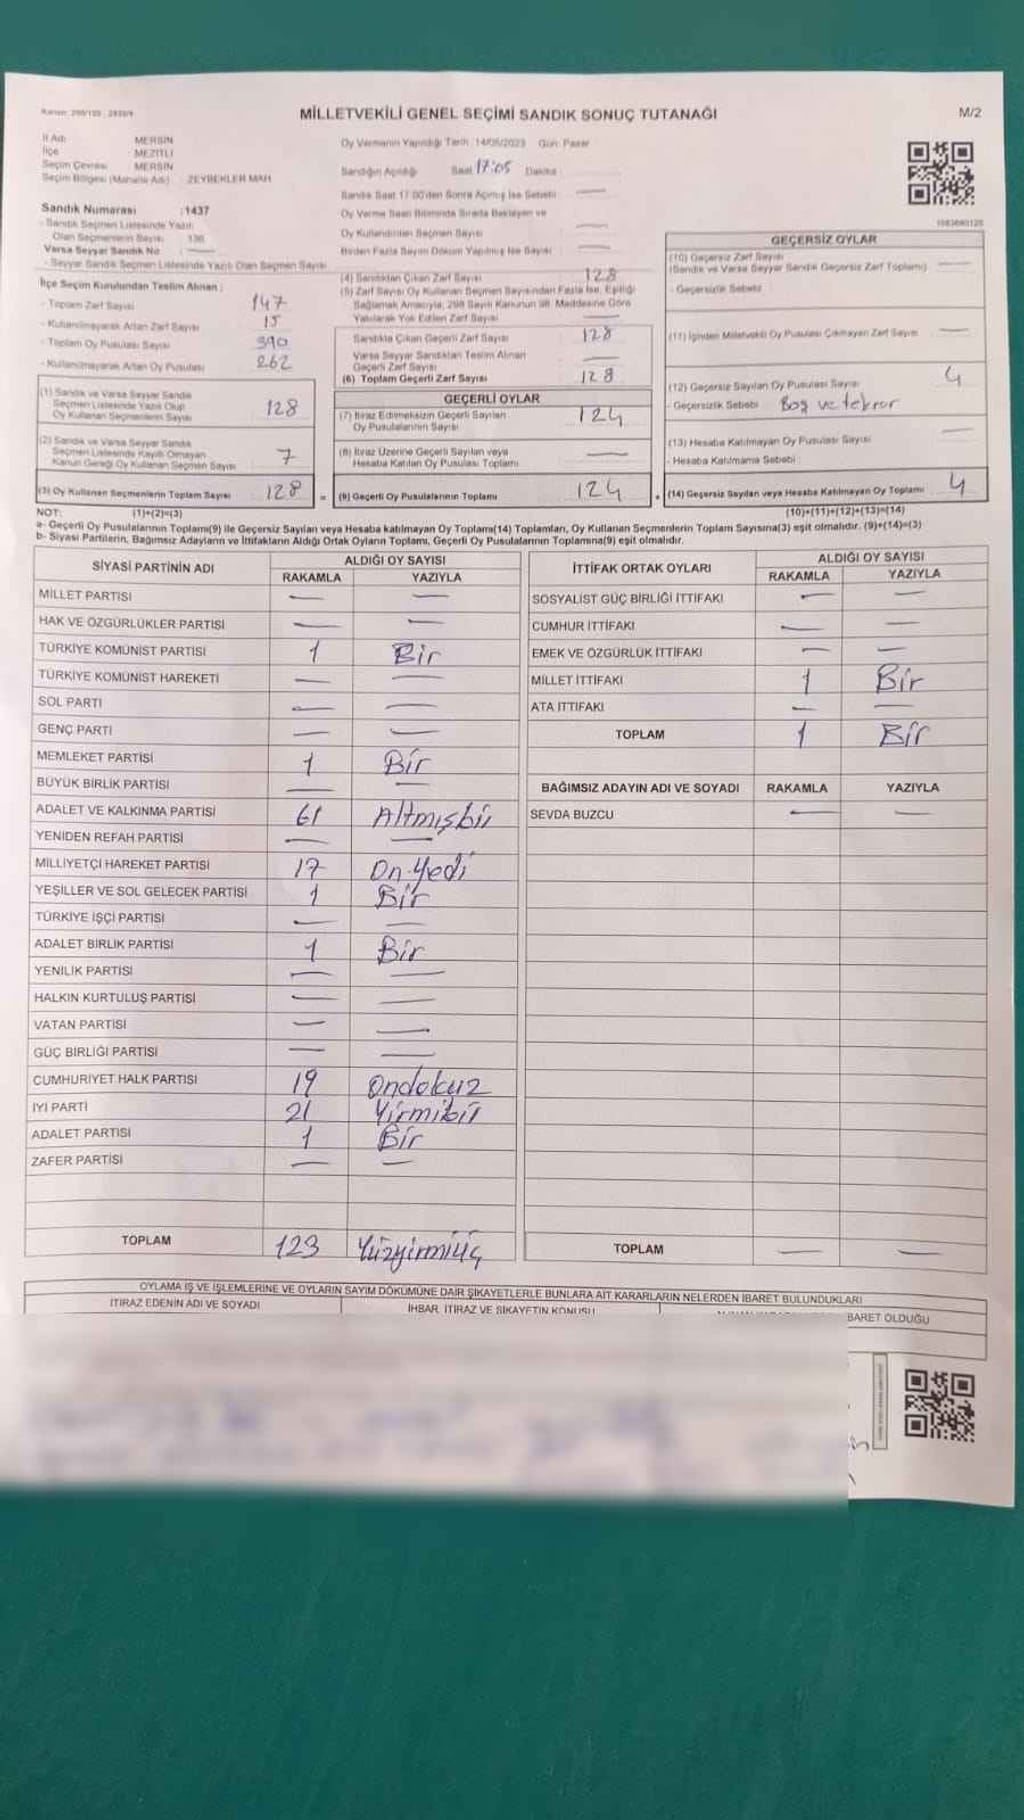 Kanun: 298/105 - 2839/9
MİLLETVEKİLİ GENEL SEÇİMİ SANDIK SONUÇ TUTANAĞI
M/2
İl Adı : MERSİN
İlçe : MEZİTLİ
Seçim Çevresi : MERSİN
Seçim Bölgesi (Mahalle Adı) : ZEYBEKLER MAH.
Sandık Numarası : 1437
- Sandık Seçmen Listesinde Yazılı
Olan Seçmenlerin Sayısı : 136
Varsa Seyyar Sandık No : —
- Seyyar Sandık Seçmen Listesinde Yazılı Olan Seçmen Sayısı
İlçe Seçim Kurulundan Teslim Alınan :
- Toplam Zarf Sayısı 147
- Kullanılmayarak Artan Zarf Sayısı 15
- Toplam Oy Pusulası Sayısı 390
- Kullanılmayarak Artan Oy Pusulası 262
(1) Sandık ve Varsa Seyyar Sandık
Seçmen Listesinde Yazılı Olup
Oy Kullanan Seçmenlerin Sayısı 128
(2) Sandık ve Varsa Seyyar Sandık
Seçmen Listesinde Kayıtlı Olmayan
Kanun Gereği Oy Kullanan Seçmen Sayısı 7
(3) Oy Kullanan Seçmenlerin Toplam Sayısı 128 =
Oy Vermenin Yapıldığı Tarih : 14/05/2023 Gün: Pazar
Sandığın Açıldığı Saat 17:05 Dakika
Sandık Saat 17:00'den Sonra Açılmış İse Sebebi —
Oy Verme Saati Bitiminde Sırada Bekleyen ve
Oy Kullandırılan Seçmen Sayısı —
Birden Fazla Sayım Döküm Yapılmış İse Sayısı —
(4) Sandıktan Çıkan Zarf Sayısı 128
(5) Zarf Sayısı Oy Kullanan Seçmen Sayısından Fazla İse, Eşitliği
Sağlamak Amacıyla, 298 Sayılı Kanunun 98. Maddesine Göre
Yakılarak Yok Edilen Zarf Sayısı —
Sandıkta Çıkan Geçerli Zarf Sayısı 128
Varsa Seyyar Sandıktan Teslim Alınan
Geçerli Zarf Sayısı —
(6) Toplam Geçerli Zarf Sayısı 128
GEÇERLİ OYLAR
(7) İtiraz Edilmeksizin Geçerli Sayılan
Oy Pusulalarının Sayısı 124
(8) İtiraz Üzerine Geçerli Sayılan veya
Hesaba Katılan Oy Pusulası Toplamı —
(9) Geçerli Oy Pusulalarının Toplamı 124 +
GEÇERSİZ OYLAR
(10) Geçersiz Zarf Sayısı
(Sandık ve Varsa Seyyar Sandık Geçersiz Zarf Toplamı) —
- Geçersizlik Sebebi :
(11) İçinden Milletvekili Oy Pusulası Çıkmayan Zarf Sayısı —
(12) Geçersiz Sayılan Oy Pusulası Sayısı 4
- Geçersizlik Sebebi : Boş ve tekrar
(13) Hesaba Katılmayan Oy Pusulası Sayısı —
- Hesaba Katılmama Sebebi :
(14) Geçersiz Sayılan veya Hesaba Katılmayan Oy Toplamı 4
NOT: (1)+(2)=(3) (10)+(11)+(12)+(13)=(14)
a- Geçerli Oy Pusulalarının Toplamı(9) ile Geçersiz Sayılan veya Hesaba katılmayan Oy Toplamı(14) Toplamları, Oy Kullanan Seçmenlerin Toplam Sayısına(3) eşit olmalıdır. (9)+(14)=(3)
b- Siyasi Partilerin, Bağımsız Adayların ve İttifakların Aldığı Ortak Oyların Toplamı, Geçerli Oy Pusulalarının Toplamına(9) eşit olmalıdır.
SİYASİ PARTİNİN ADI ALDIĞI OY SAYISI
RAKAMLA YAZIYLA
MİLLET PARTİSİ — —
HAK VE ÖZGÜRLÜKLER PARTİSİ — —
TÜRKİYE KOMÜNİST PARTİSİ 1 Bir
TÜRKİYE KOMÜNİST HAREKETİ — —
SOL PARTİ — —
GENÇ PARTİ — —
MEMLEKET PARTİSİ 1 Bir
BÜYÜK BİRLİK PARTİSİ — —
ADALET VE KALKINMA PARTİSİ 61 Altmışbir
YENİDEN REFAH PARTİSİ — —
MİLLİYETÇİ HAREKET PARTİSİ 17 On yedi
YEŞİLLER VE SOL GELECEK PARTİSİ 1 Bir
TÜRKİYE İŞÇİ PARTİSİ — —
ADALET BİRLİK PARTİSİ 1 Bir
YENİLİK PARTİSİ — —
HALKIN KURTULUŞ PARTİSİ — —
VATAN PARTİSİ — —
GÜÇ BİRLİĞİ PARTİSİ — —
CUMHURİYET HALK PARTİSİ 19 Ondokuz
İYİ PARTİ 21 Yirmibir
ADALET PARTİSİ 1 Bir
ZAFER PARTİSİ — —
TOPLAM 123 Yüzyirmiüç
İTTİFAK ORTAK OYLARI ALDIĞI OY SAYISI
RAKAMLA YAZIYLA
SOSYALİST GÜÇ BİRLİĞİ İTTİFAKI — —
CUMHUR İTTİFAKI — —
EMEK VE ÖZGÜRLÜK İTTİFAKI — —
MİLLET İTTİFAKI 1 Bir
ATA İTTİFAKI — —
TOPLAM 1 Bir
BAĞIMSIZ ADAYIN ADI VE SOYADI RAKAMLA YAZIYLA
SEVDA BUZCU — —
TOPLAM — —
OYLAMA İŞ VE İŞLEMLERİNE VE OYLARIN SAYIM DÖKÜMÜNE DAİR ŞİKAYETLERLE BUNLARA AİT KARARLARIN NELERDEN İBARET BULUNDUKLARI
İTİRAZ EDENİN ADI VE SOYADI İHBAR, İTİRAZ VE ŞİKAYETİN KONUSU BARET OLDUĞU